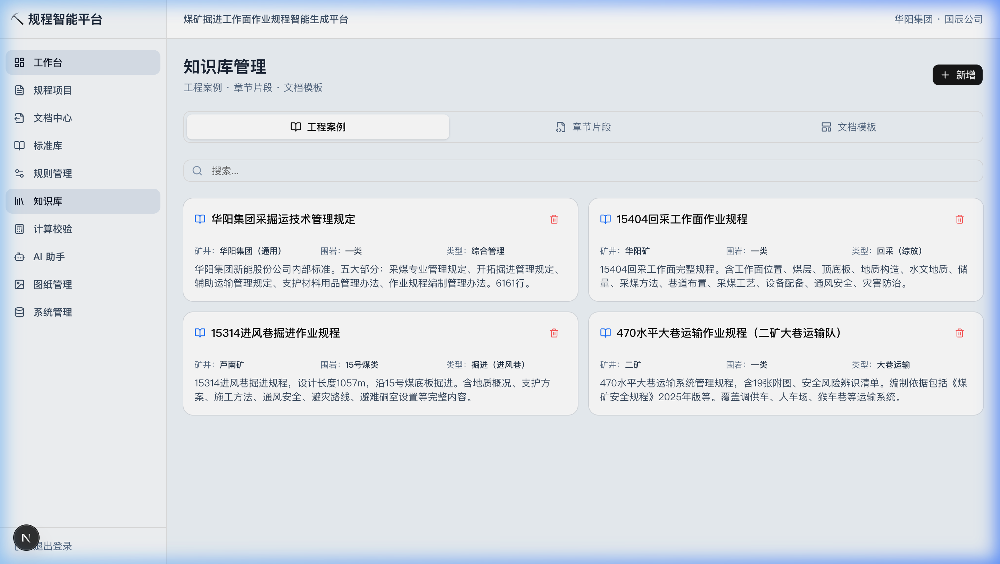 规程智能平台
煤矿掘进工作面作业规程智能生成平台
华阳集团 · 国辰公司
工作台
规程项目
文档中心
标准库
规则管理
知识库
计算校验
AI 助手
图纸管理
系统管理
退出登录
N
知识库管理
工程案例 · 章节片段 · 文档模板
新增
工程案例
章节片段
文档模板
搜索...
华阳集团采掘运技术管理规定
矿井：华阳集团（通用） 围岩：一类 类型：综合管理
华阳集团新能股份公司内部标准。五大部分：采煤专业管理规定、开拓掘进管理规定、
辅助运输管理规定、支护材料用品管理办法、作业规程编制管理办法。6161行。
15404回采工作面作业规程
矿井：华阳矿 围岩：一类 类型：回采（综放）
15404回采工作面完整规程。含工作面位置、煤层、顶底板、地质构造、水文地质、储
量、采煤方法、巷道布置、采煤工艺、设备配备、通风安全、灾害防治。
15314进风巷掘进作业规程
矿井：芦南矿 围岩：15号煤类 类型：掘进（进风巷）
15314进风巷掘进规程，设计长度1057m，沿15号煤底板掘进。含地质概况、支护方
案、施工方法、通风安全、避灾路线、避难硐室设置等完整内容。
470水平大巷运输作业规程（二矿大巷运输队）
矿井：二矿 围岩：一类 类型：大巷运输
470水平大巷运输系统管理规程，含19张附图、安全风险辨识清单。编制依据包括《煤
矿安全规程》2025年版等。覆盖调供车、人车场、猴车巷等运输系统。